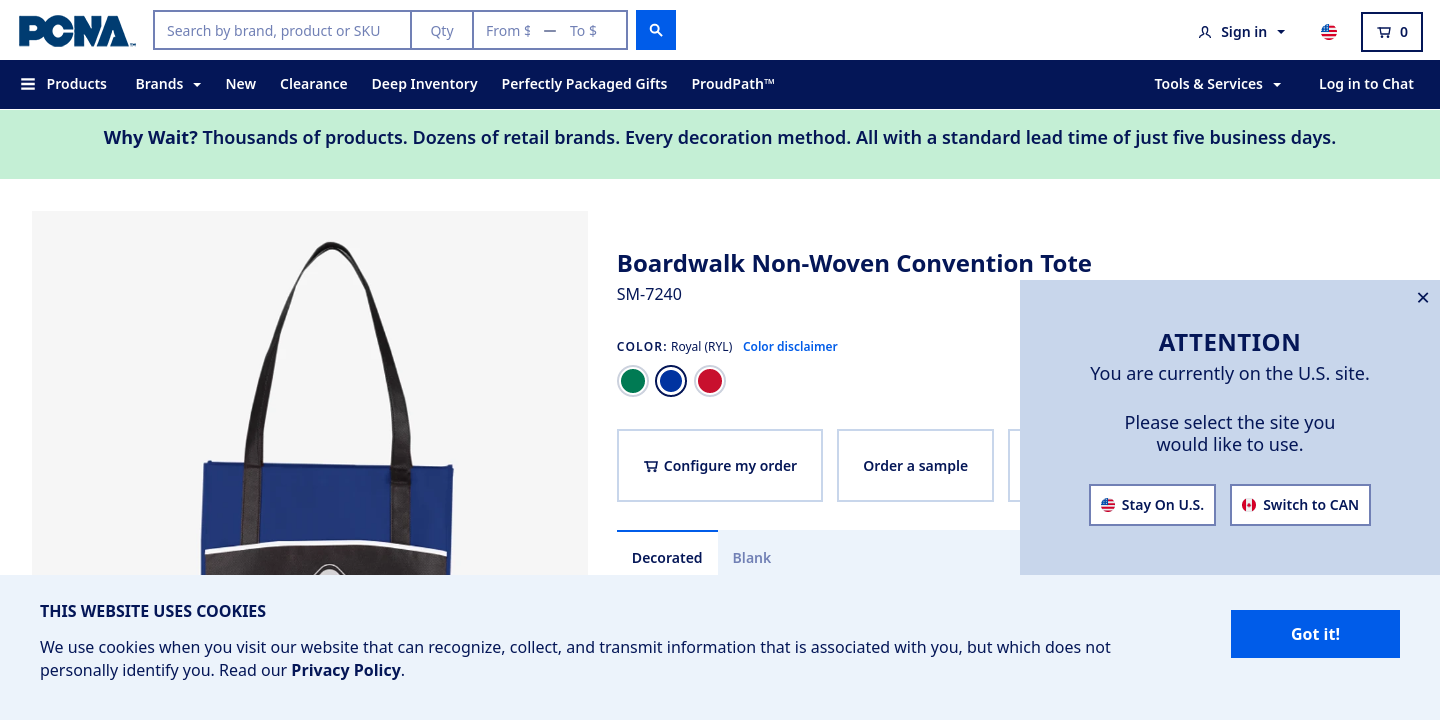 PCNA
Search by brand, product or SKU
Qty
From $ — To $
Sign in
0
Products
Brands
New
Clearance
Deep Inventory
Perfectly Packaged Gifts
ProudPath™
Tools & Services
Log in to Chat
Why Wait? Thousands of products. Dozens of retail brands. Every decoration method. All with a standard lead time of just five business days.
Boardwalk Non-Woven Convention Tote
SM-7240
COLOR: Royal (RYL) Color disclaimer
Configure my order
Order a sample
Decorated
Blank
ATTENTION
You are currently on the U.S. site.
Please select the site you
would like to use.
Stay On U.S.
Switch to CAN
THIS WEBSITE USES COOKIES
We use cookies when you visit our website that can recognize, collect, and transmit information that is associated with you, but which does not
personally identify you. Read our Privacy Policy.
Got it!